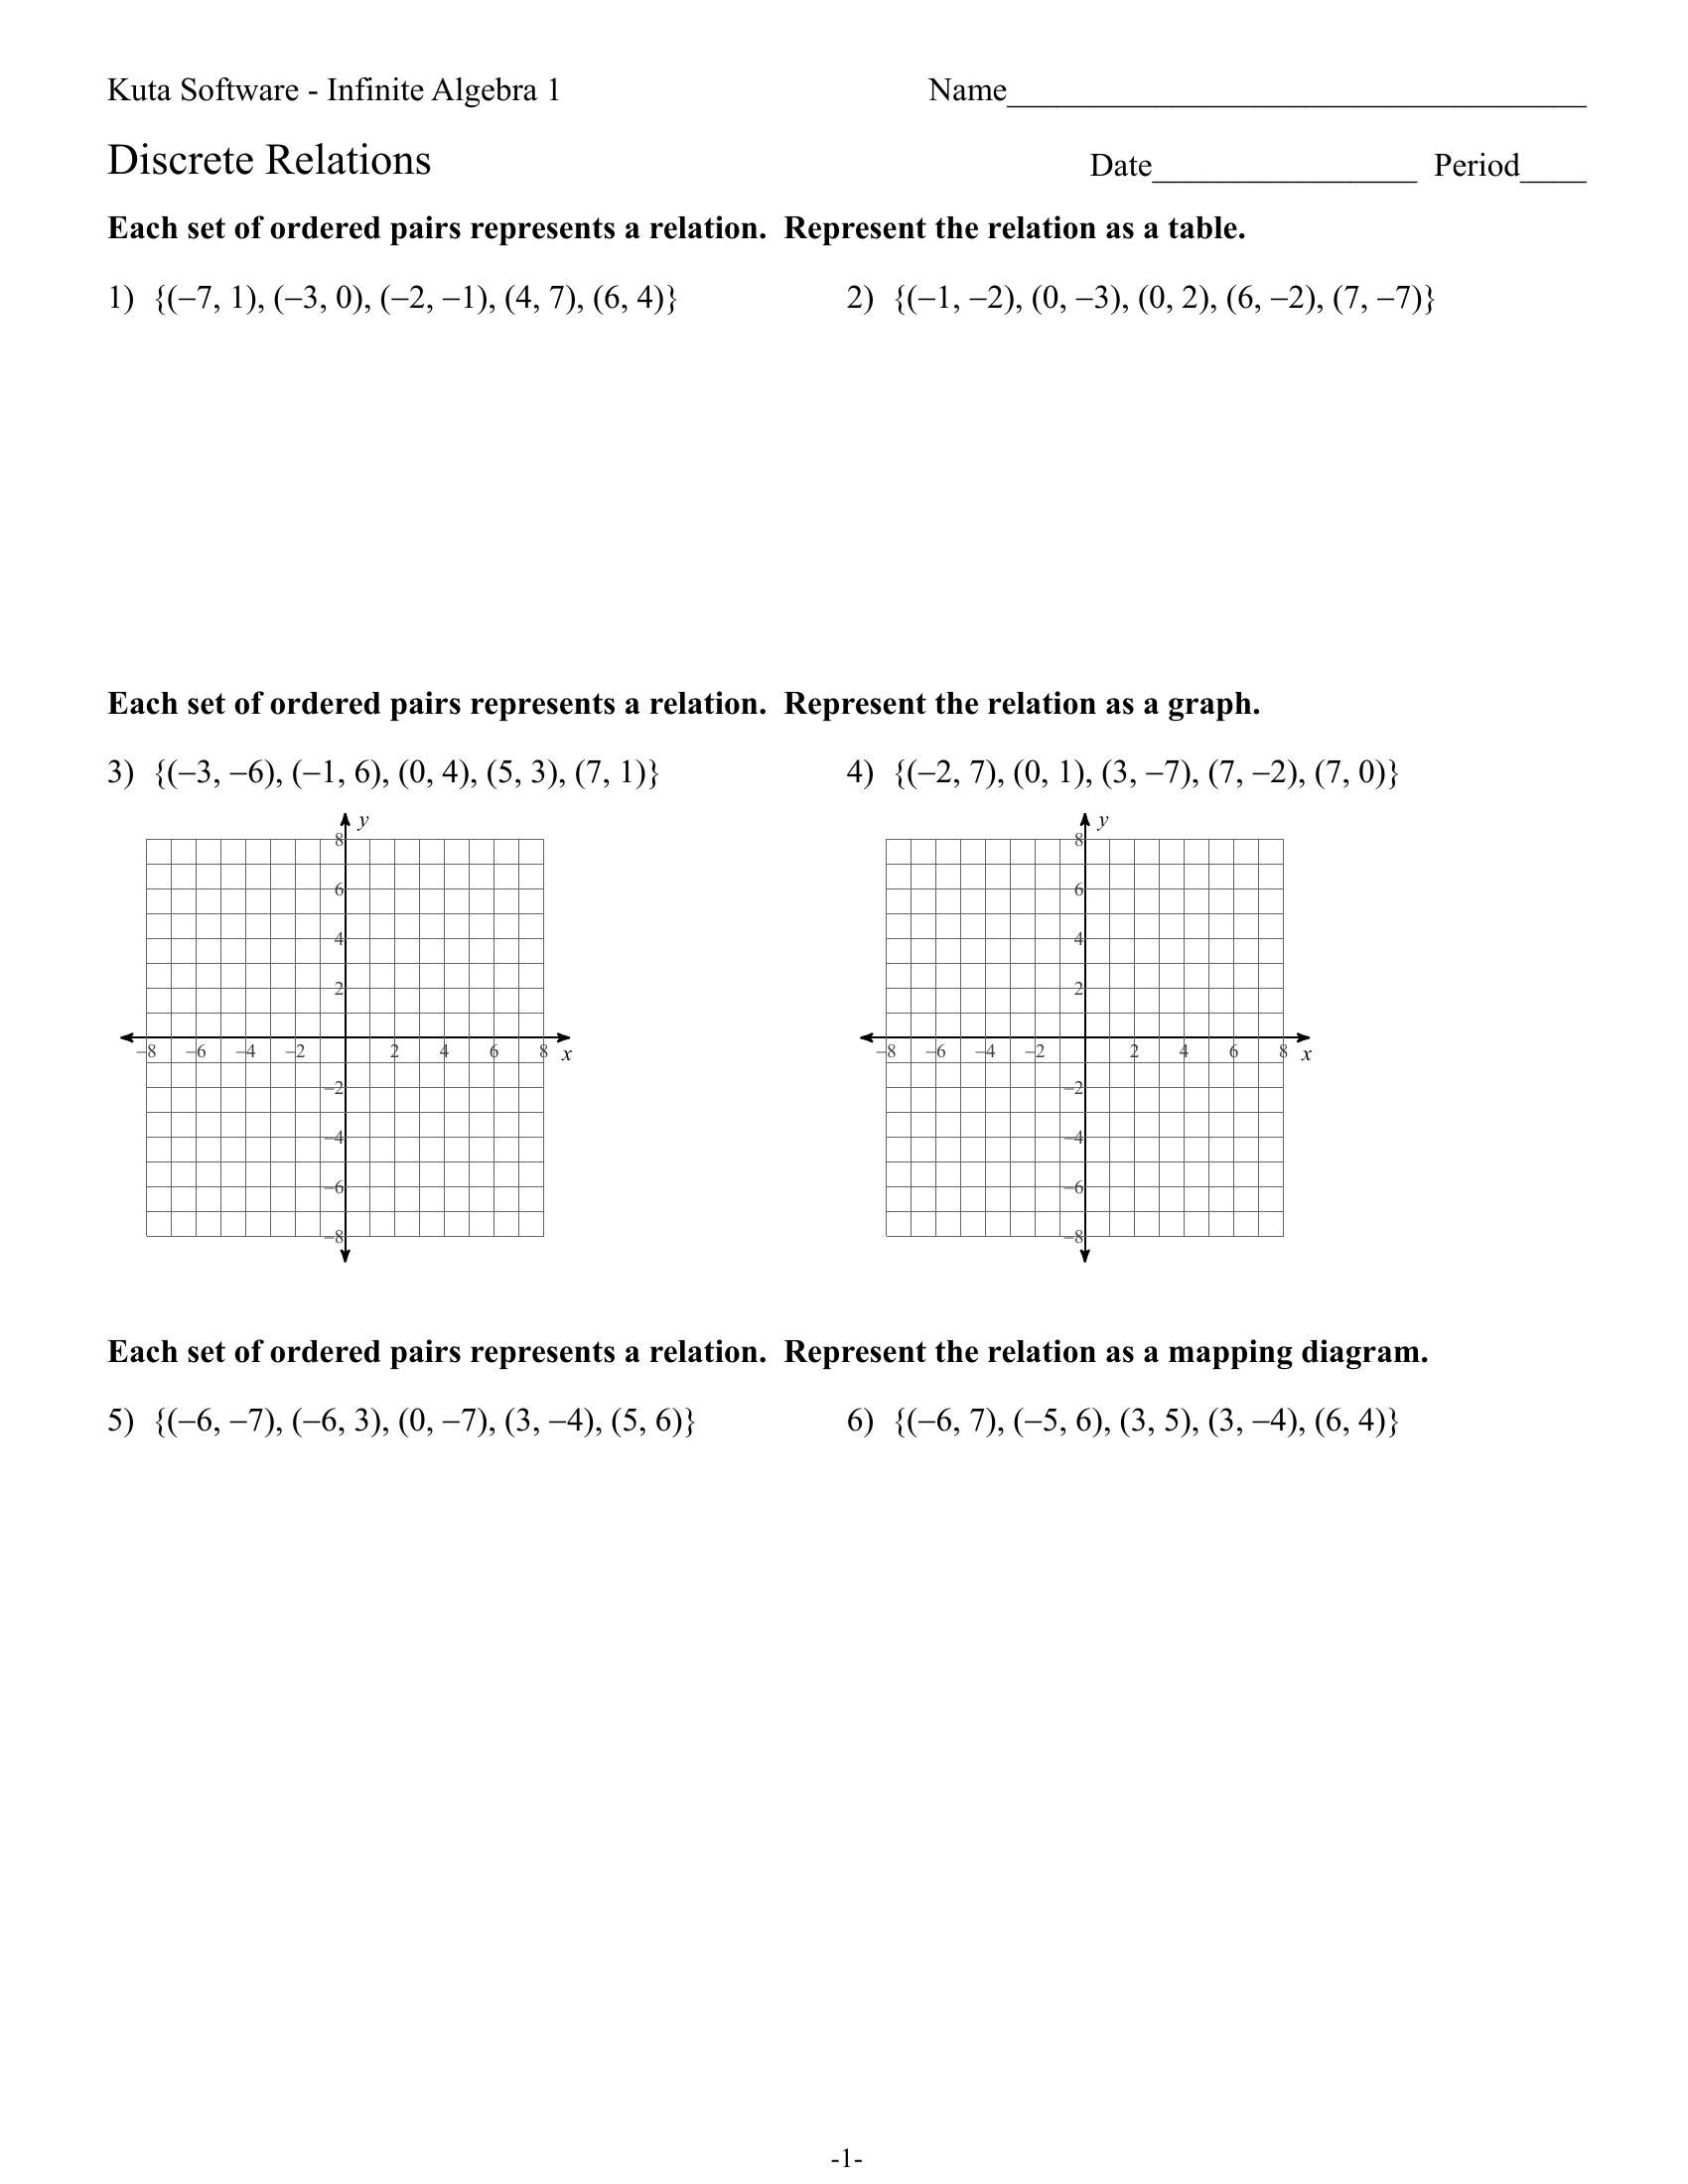 Kuta Software - Infinite Algebra 1 Name___________________________________
Discrete Relations Date________________ Period____
Each set of ordered pairs represents a relation.  Represent the relation as a table.
1) {(−7, 1), (−3, 0), (−2, −1), (4, 7), (6, 4)} 2) {(−1, −2), (0, −3), (0, 2), (6, −2), (7, −7)}
Each set of ordered pairs represents a relation.  Represent the relation as a graph.
3) {(−3, −6), (−1, 6), (0, 4), (5, 3), (7, 1)} 4) {(−2, 7), (0, 1), (3, −7), (7, −2), (7, 0)}
y y
8 8
6 6
4 4
2 2
−8 −6 −4 −2 2 4 6 8 x −8 −6 −4 −2 2 4 6 8 x
−2 −2
−4 −4
−6 −6
−8 −8
Each set of ordered pairs represents a relation.  Represent the relation as a mapping diagram.
5) {(−6, −7), (−6, 3), (0, −7), (3, −4), (5, 6)} 6) {(−6, 7), (−5, 6), (3, 5), (3, −4), (6, 4)}
-1-